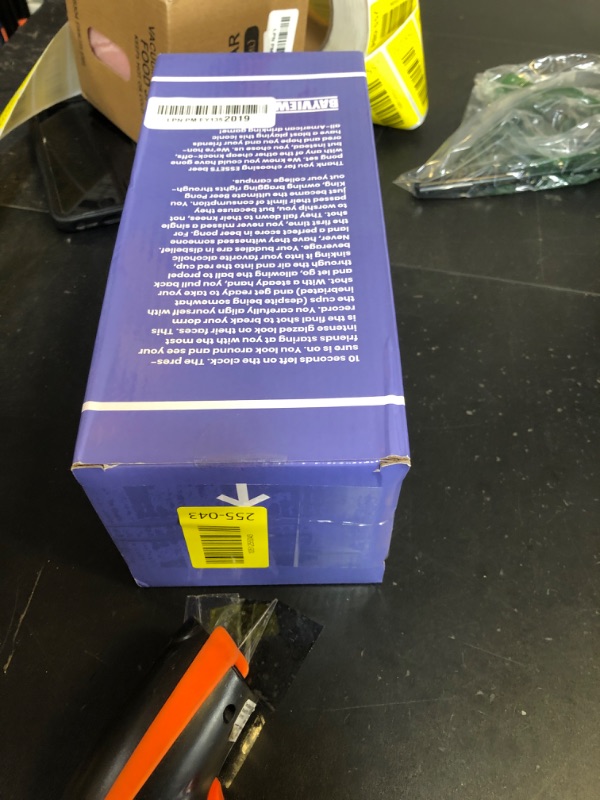 BAYVIEW
10 seconds left on the clock. The pres-
sure is on. You look around and see your
friends staring at you with the most
intense glazed look on their faces. This
is the final shot to break your dorm
record. You carefully align yourself with
the cups (despite being somewhat
inebriated) and get ready to take your
shot. With a steady hand, you pull back
and let go, allowing the ball to propel
through the air and into the red cup,
sinking it into your favorite alcoholic
beverage. Your buddies are in disbelief.
Never, have they witnessed someone
land a perfect score in beer pong. For
the first time, you never missed a single
shot. They fall down to their knees, not
to worship you, but because they
passed their limit of consumption. You,
just became the ultimate Beer Pong
King, owning bragging rights through-
out your college campus.
Thank you for choosing ESSETS beer
pong set. We know you could have gone
with any of the other cheap knock-offs,
but instead, you chose us. We're hon-
ored and hope you and your friends
have a blast playing this iconic
all-American drinking game!
2019
255-043
VACUU
FOOD
AR